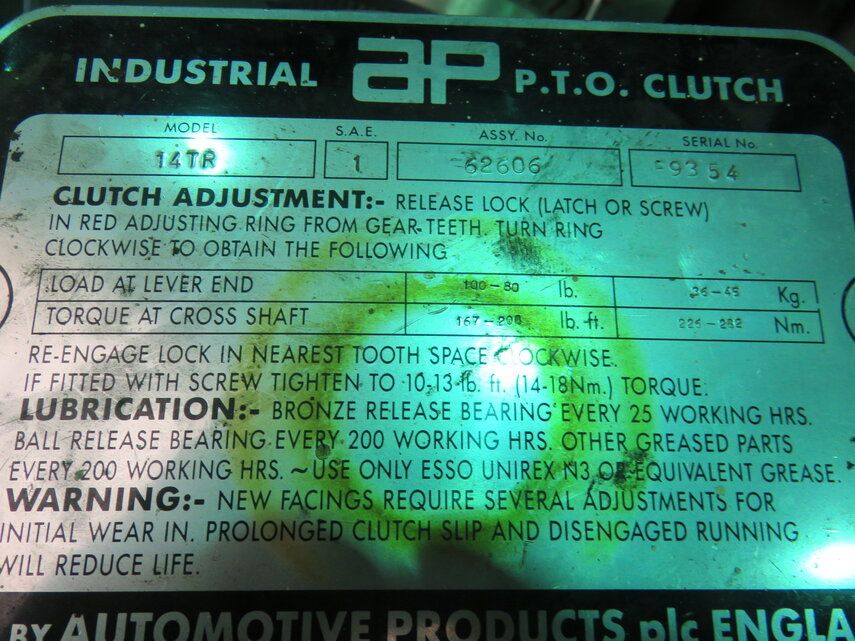 INDUSTRIAL AP P.T.O. CLUTCH
MODEL S.A.E. ASSY. No. SERIAL No.
14TR 1 62606 9354
CLUTCH ADJUSTMENT:- RELEASE LOCK (LATCH OR SCREW)
IN RED ADJUSTING RING FROM GEAR TEETH. TURN RING
CLOCKWISE TO OBTAIN THE FOLLOWING
LOAD AT LEVER END lb. Kg.
TORQUE AT CROSS SHAFT lb.ft. Nm.
RE-ENGAGE LOCK IN NEAREST TOOTH SPACE CLOCKWISE.
IF FITTED WITH SCREW TIGHTEN TO 10-13 lb. ft. (14-18Nm.) TORQUE.
LUBRICATION:- BRONZE RELEASE BEARING EVERY 25 WORKING HRS.
BALL RELEASE BEARING EVERY 200 WORKING HRS. OTHER GREASED PARTS
EVERY 200 WORKING HRS. ~ USE ONLY ESSO UNIREX N3 OR EQUIVALENT GREASE.
WARNING:- NEW FACINGS REQUIRE SEVERAL ADJUSTMENTS FOR
INITIAL WEAR IN. PROLONGED CLUTCH SLIP AND DISENGAGED RUNNING
WILL REDUCE LIFE.
BY AUTOMOTIVE PRODUCTS plc ENGLA